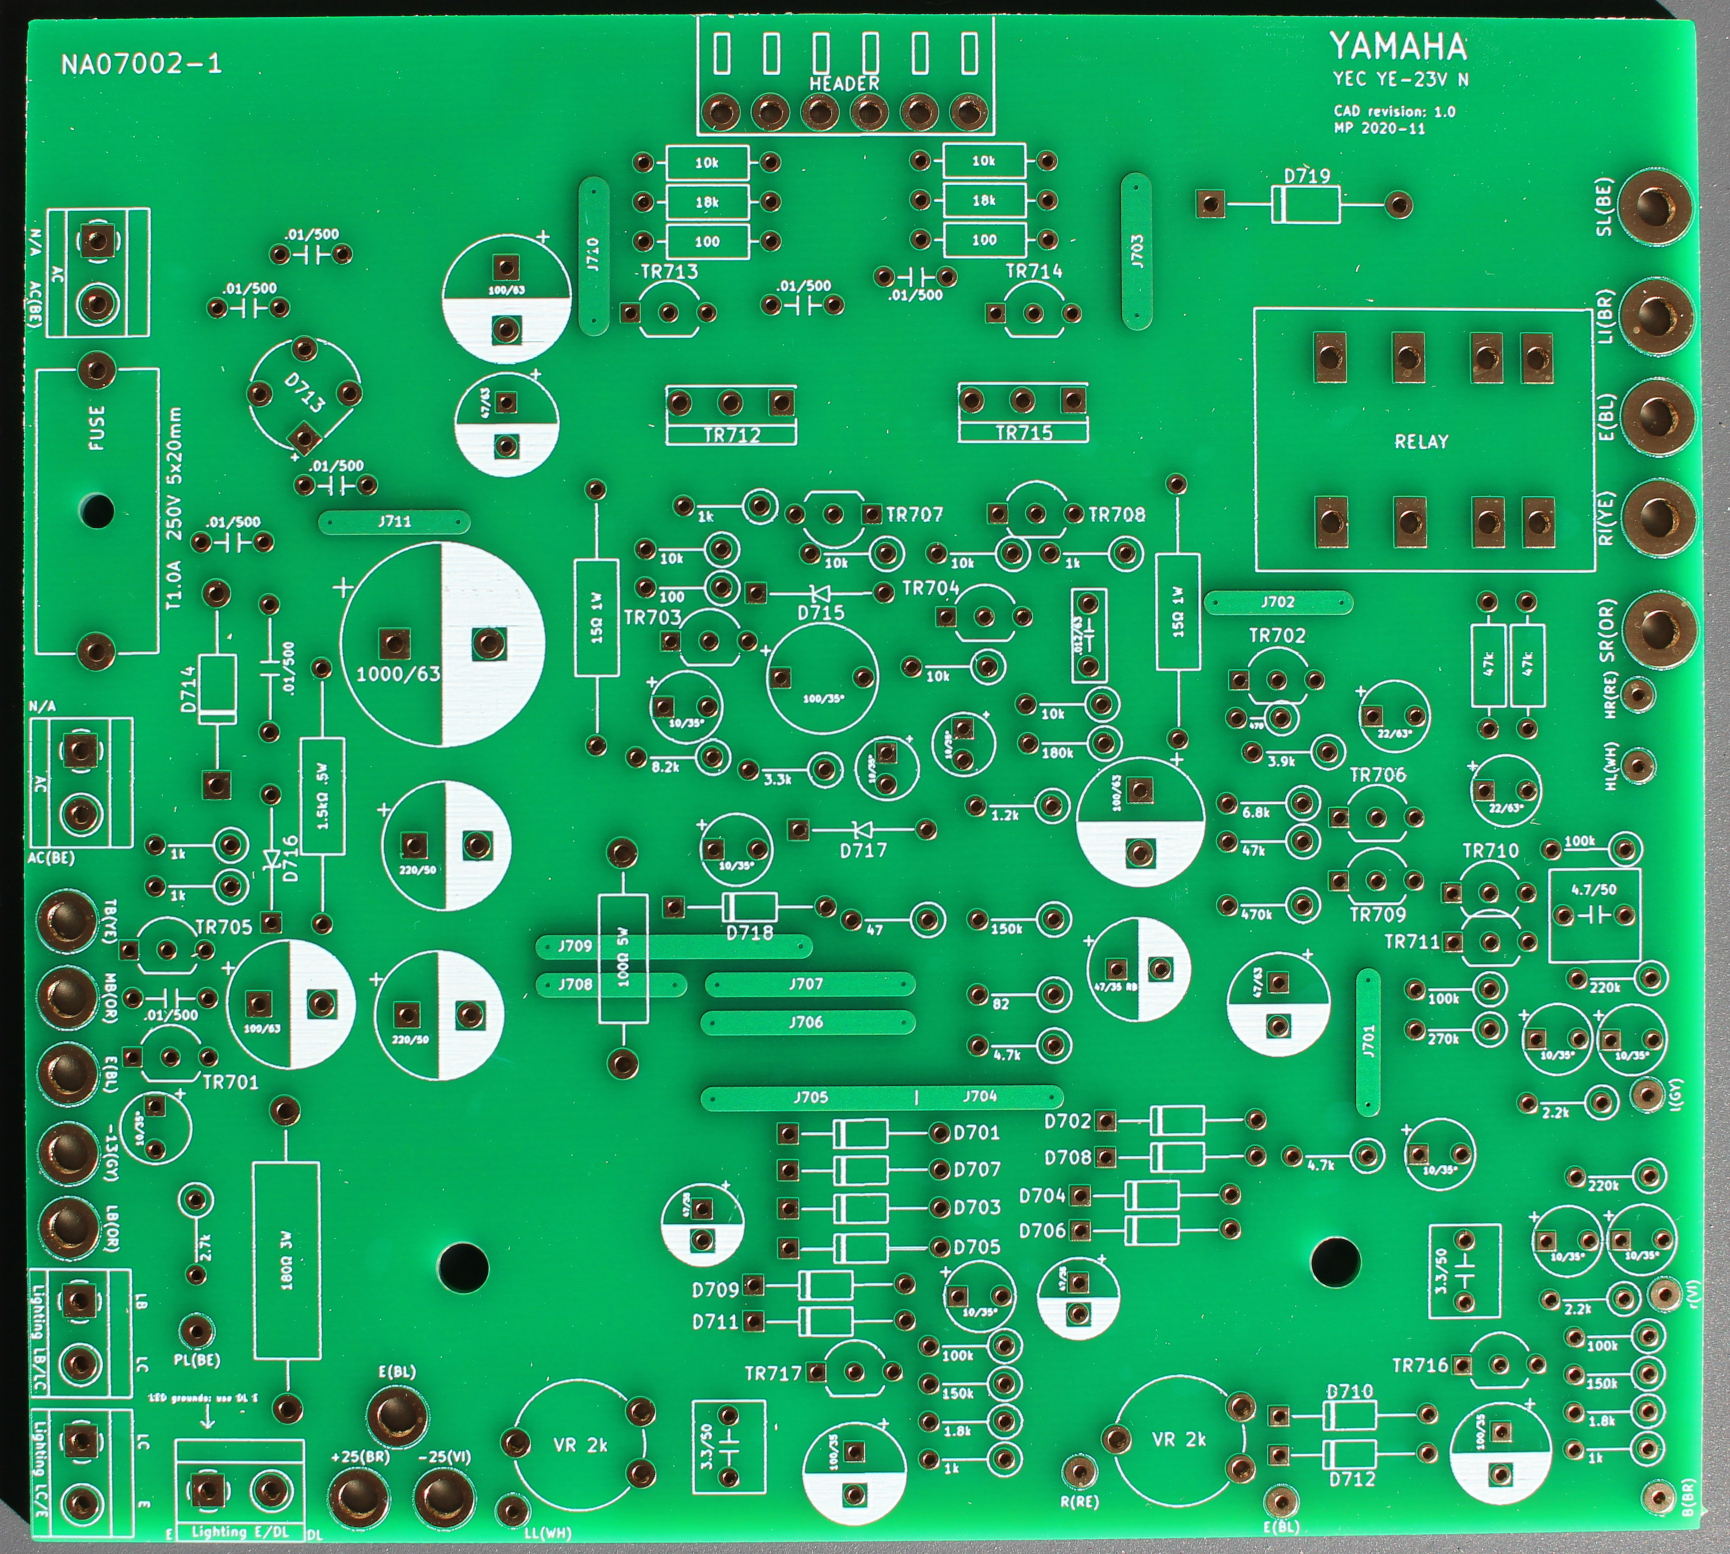 NA07002-1
HEADER
YAMAHA
YEC YE-23V N
CAD revision: 1.0
MP 2020-11
10k
10k
18k
18k
100
100
D719
SL(BE)
N/A
AC
AC(BE)
.01/500
.01/500
100/63
J710
TR713
.01/500
.01/500
TR714
J703
LI(BR)
FUSE
T1.0A 250V 5x20mm
D713
47/63
TR712
TR715
RELAY
E(BL)
.01/500
J711
.01/500
1k
TR707
TR708
RI(YE)
10k
10k
10k
1k
100
D715
TR704
15Ω 1W
15Ω 1W
J702
TR703
.012/63
TR702
47k
47k
SR(OR)
1000/63
.01/500
D714
10/35°
100/35°
10k
10k
470
22/63°
HR(RE)
N/A
AC
AC(BE)
1.5kΩ .5W
8.2k
3.3k
10/35°
10/35°
180k
3.9k
HL(WH)
TR706
22/63°
1.2k
100/63
6.8k
47k
1k
1k
D716
220/50
10/35°
D717
TR710
100k
4.7/50
TB(YE)
TR705
D718
47
150k
470k
TR709
TR711
J709
100Ω 5W
J708
J707
J706
MB(OR)
.01/500
100/63
220/50
82
47/35 RB
47/63
100k
220k
4.7k
270k
J701
10/35°
10/35°
E(BL)
TR701
J705 | J704
2.2k
I(GY)
10/35°
-13(GY)
D701
D702
D707
D708
4.7k
10/35°
D703
D704
D705
D706
220k
LB(OR)
2.7k
180Ω 3W
47/35
10/35°
10/35°
3.3/50
D709
D711
10/35°
47/35
2.2k
r(VI)
LB
LC
Lighting LB/LC
PL(BE)
TR717
100k
150k
1.8k
1k
TR716
100k
150k
1.8k
1k
LED grounds: use DL E
E(BL)
+25(BR)
-25(VI)
VR 2k
3.3/50
100/35
VR 2k
D710
D712
100/35
LC
E
Lighting LC/E
E
Lighting E/DL
DL
LL(WH)
R(RE)
E(BL)
B(BR)